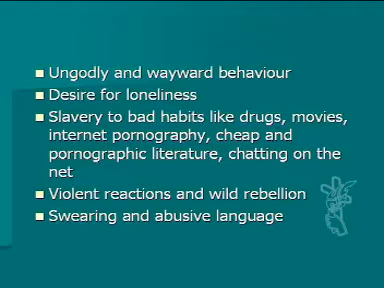 Ungodly and wayward behaviour
Desire for loneliness
Slavery to bad habits like drugs, movies,
internet pornography, cheap and
pornographic literature, chatting on the
net
Violent reactions and wild rebellion
Swearing and abusive language